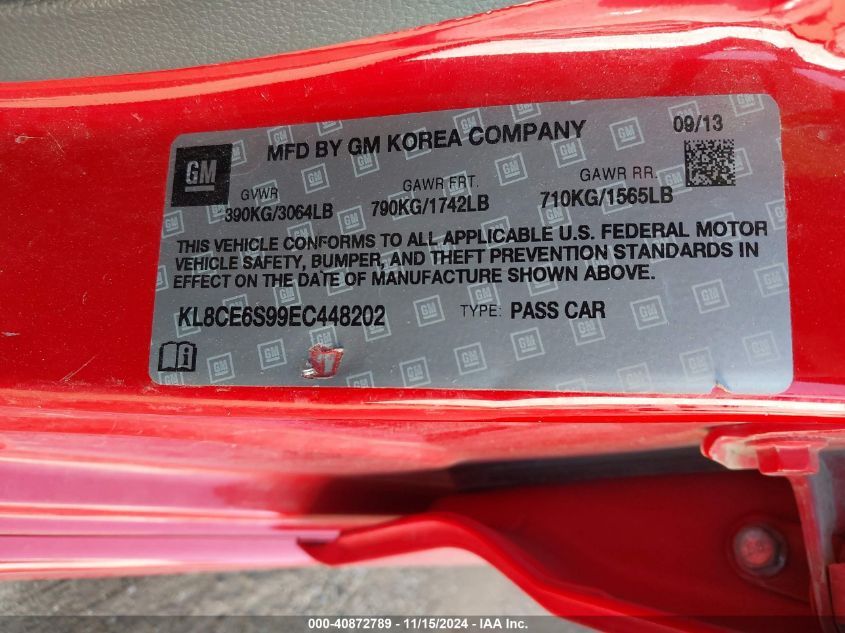 MFD BY GM KOREA COMPANY 09/13
GM
GVWR GAWR FRT. GAWR RR.
390KG/3064LB 790KG/1742LB 710KG/1565LB
THIS VEHICLE CONFORMS TO ALL APPLICABLE U.S. FEDERAL MOTOR
VEHICLE SAFETY, BUMPER, AND THEFT PREVENTION STANDARDS IN
EFFECT ON THE DATE OF MANUFACTURE SHOWN ABOVE.
KL8CE6S99EC448202 TYPE: PASS CAR
000-40872789 - 11/15/2024 - IAA Inc.